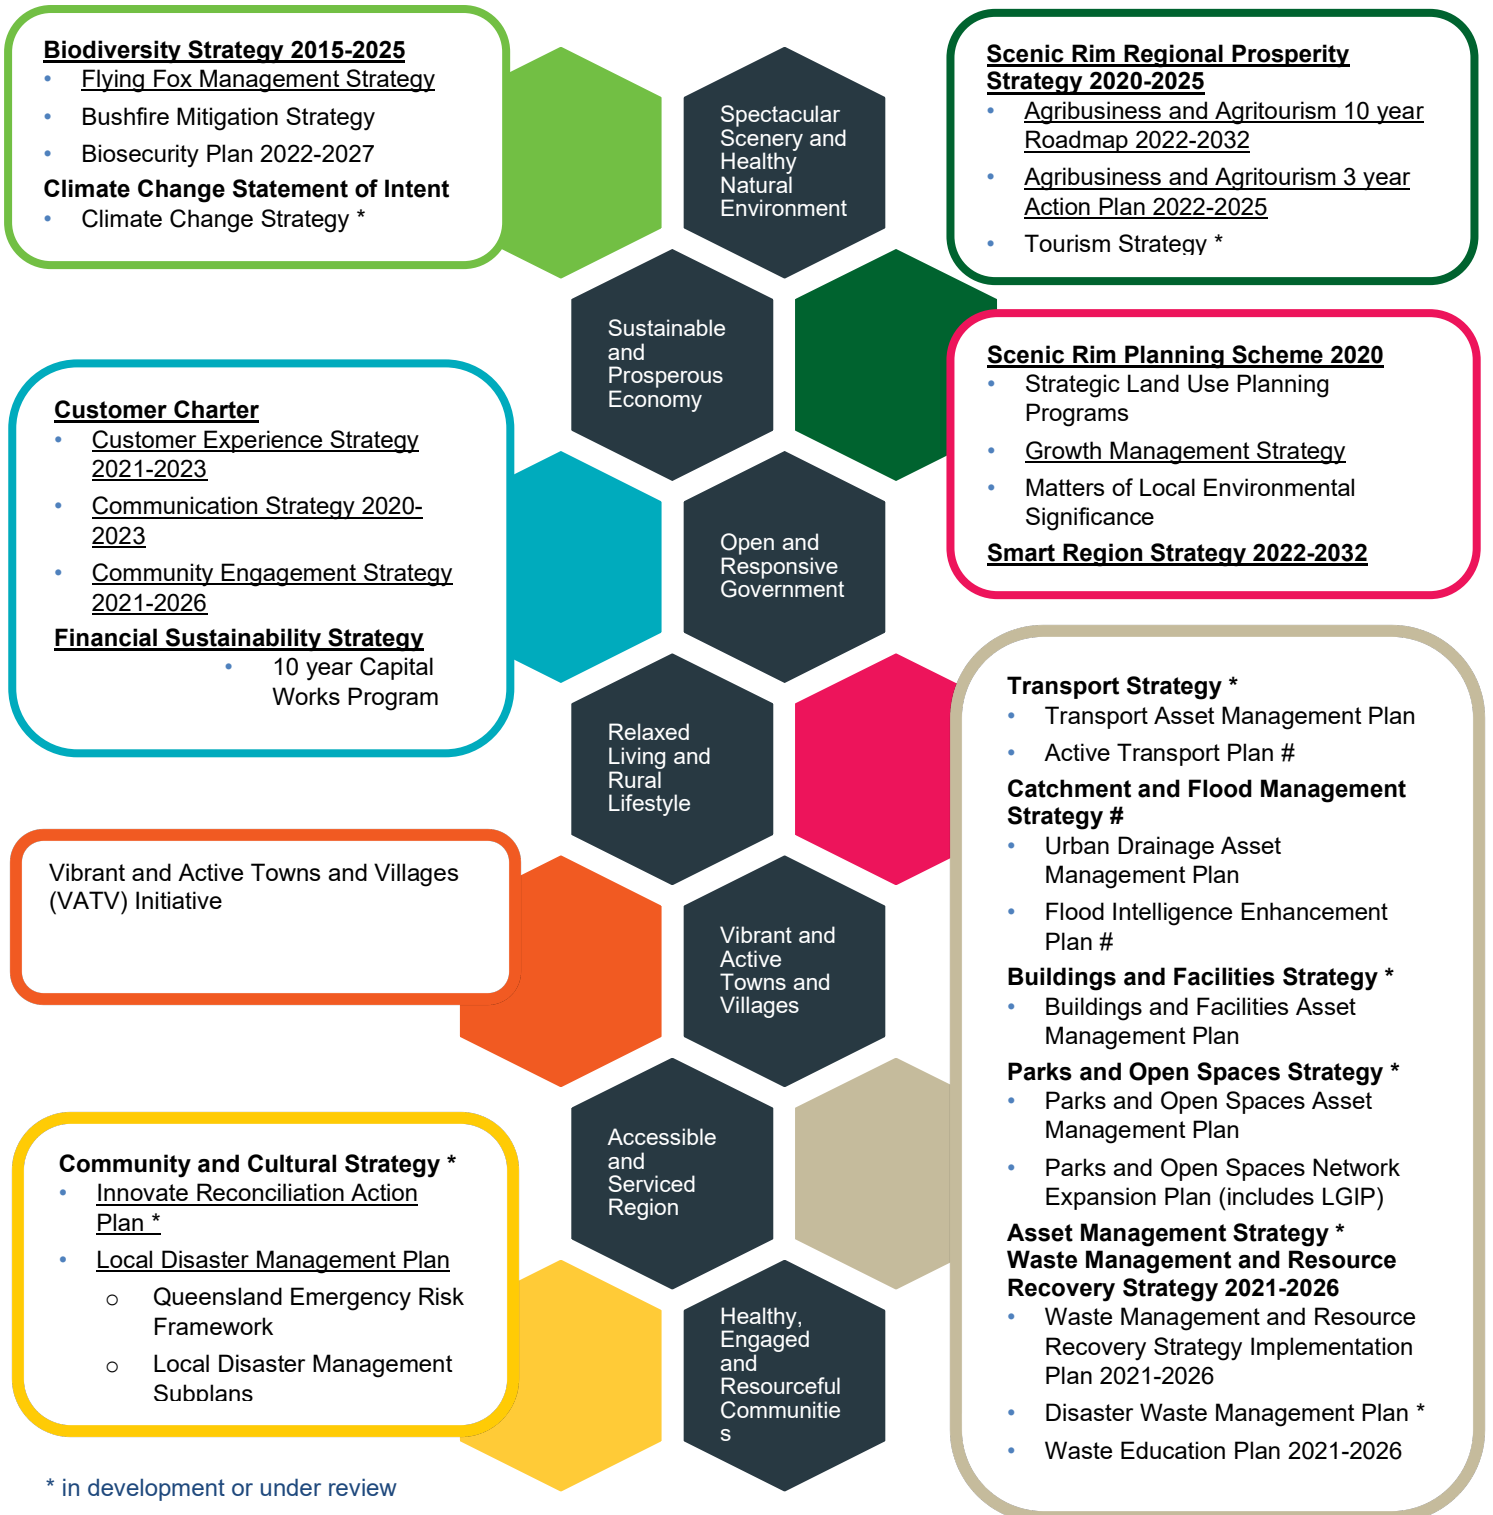 Biodiversity Strategy 2015-2025
• Flying Fox Management Strategy
• Bushfire Mitigation Strategy
• Biosecurity Plan 2022-2027
Climate Change Statement of Intent
• Climate Change Strategy *
Spectacular
Scenery and
Healthy
Natural
Environment
Scenic Rim Regional Prosperity
Strategy 2020-2025
• Agribusiness and Agritourism 10 year
Roadmap 2022-2032
• Agribusiness and Agritourism 3 year
Action Plan 2022-2025
• Tourism Strategy *
Sustainable
and
Prosperous
Economy
Customer Charter
• Customer Experience Strategy
2021-2023
• Communication Strategy 2020-
2023
• Community Engagement Strategy
2021-2026
Financial Sustainability Strategy
• 10 year Capital
Works Program
Open and
Responsive
Government
Scenic Rim Planning Scheme 2020
• Strategic Land Use Planning
Programs
• Growth Management Strategy
• Matters of Local Environmental
Significance
Smart Region Strategy 2022-2032
Relaxed
Living and
Rural
Lifestyle
Vibrant and Active Towns and Villages
(VATV) Initiative
Vibrant and
Active
Towns and
Villages
Transport Strategy *
• Transport Asset Management Plan
• Active Transport Plan #
Catchment and Flood Management
Strategy #
• Urban Drainage Asset
Management Plan
• Flood Intelligence Enhancement
Plan #
Buildings and Facilities Strategy *
• Buildings and Facilities Asset
Management Plan
Parks and Open Spaces Strategy *
• Parks and Open Spaces Asset
Management Plan
• Parks and Open Spaces Network
Expansion Plan (includes LGIP)
Asset Management Strategy *
Waste Management and Resource
Recovery Strategy 2021-2026
• Waste Management and Resource
Recovery Strategy Implementation
Plan 2021-2026
• Disaster Waste Management Plan *
• Waste Education Plan 2021-2026
Accessible
and
Serviced
Region
Community and Cultural Strategy *
• Innovate Reconciliation Action
Plan *
• Local Disaster Management Plan
o Queensland Emergency Risk
Framework
o Local Disaster Management
Subplans
Healthy,
Engaged
and
Resourceful
Communitie
s
* in development or under review